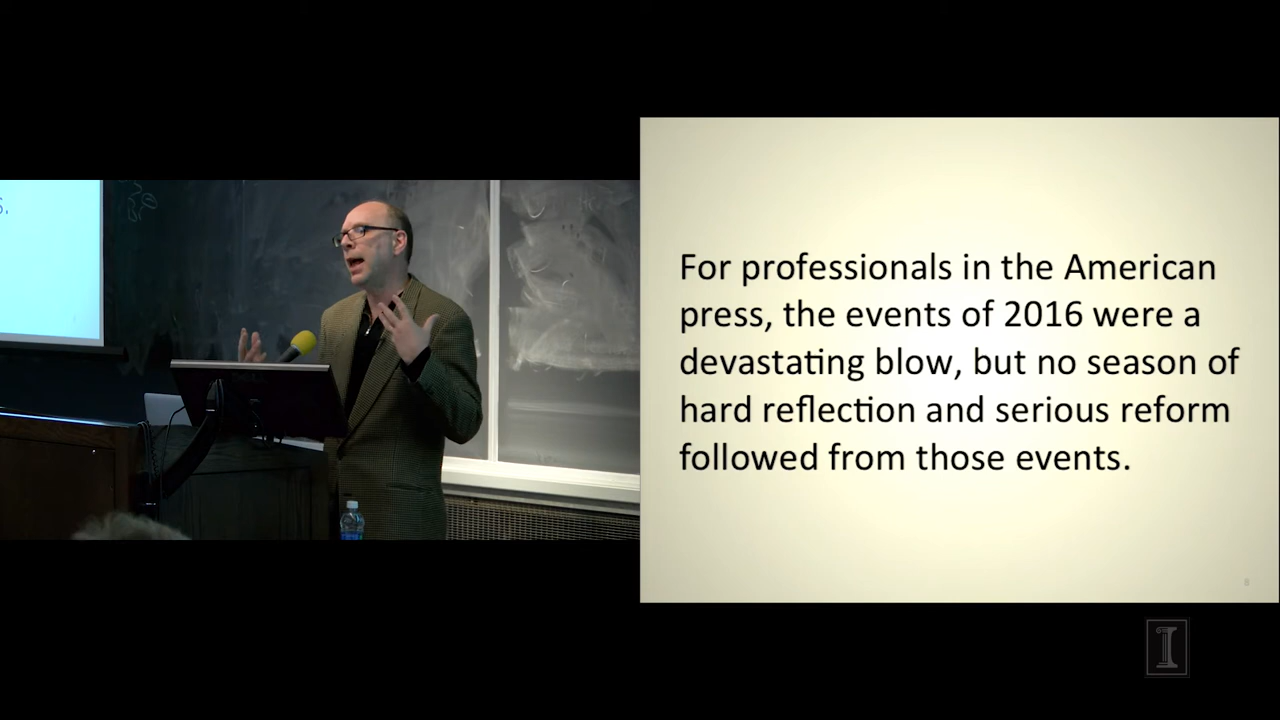 s.
For professionals in the American
press, the events of 2016 were a
devastating blow, but no season of
hard reflection and serious reform
followed from those events.
8
I